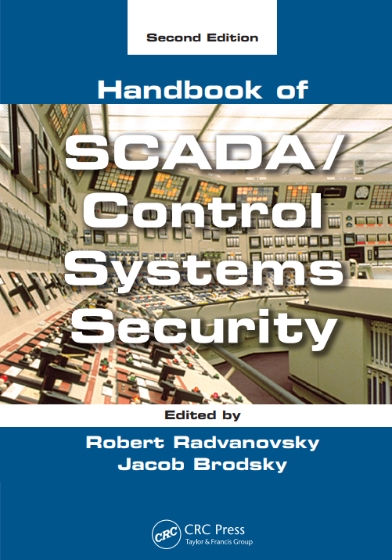 Second Edition
Handbook of
SCADA/
Control
Systems
Security
Edited by
Robert Radvanovsky
Jacob Brodsky
CRC
CRC Press
Taylor & Francis Group